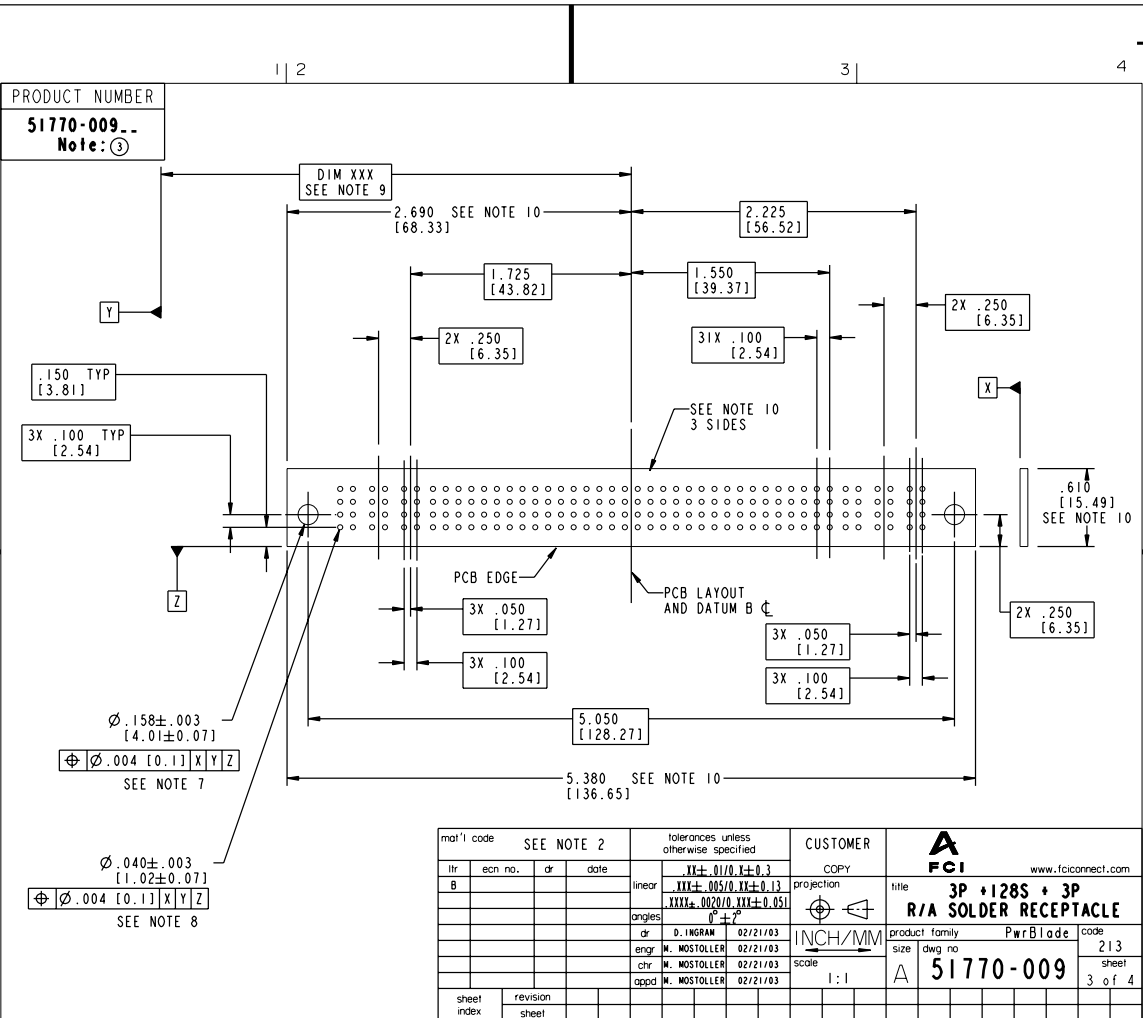 1 2 3 4
PRODUCT NUMBER
51770-009__
Note: ③
DIM XXX
SEE NOTE 9
2.690 SEE NOTE 10
[68.33]
2.225
[56.52]
1.725
[43.82]
1.550
[39.37]
Y
2X .250
[6.35]
2X .250
[6.35]
31X .100
[2.54]
.150 TYP
[3.81]
X
SEE NOTE 10
3 SIDES
3X .100 TYP
[2.54]
.610
[15.49]
SEE NOTE 10
PCB EDGE
Z
PCB LAYOUT
AND DATUM B ℄
3X .050
[1.27]
2X .250
[6.35]
3X .050
[1.27]
3X .100
[2.54]
3X .100
[2.54]
Ø.158±.003
[4.01±0.07]
⌖ Ø.004 [0.1] X Y Z
SEE NOTE 7
5.050
[128.27]
5.380 SEE NOTE 10
[136.65]
Ø.040±.003
[1.02±0.07]
⌖ Ø.004 [0.1] X Y Z
SEE NOTE 8
mat'l code SEE NOTE 2
tolerances unless
otherwise specified
CUSTOMER
COPY
FCI
www.fciconnect.com
ltr ecn no. dr date
B
linear
.XX±.01/0.X±0.3
.XXX±.005/0.XX±0.13
.XXXX±.0020/0.XXX±0.051
angles 0°±2°
projection
title 3P +128S + 3P
R/A SOLDER RECEPTACLE
dr D. INGRAM 02/21/03
engr M. MOSTOLLER 02/21/03
chr M. MOSTOLLER 02/21/03
appd M. MOSTOLLER 02/21/03
INCH/MM
scale
1:1
product family PwrBlade
code
213
size
A
dwg no
51770-009
sheet
3 of 4
sheet
index
revision
sheet